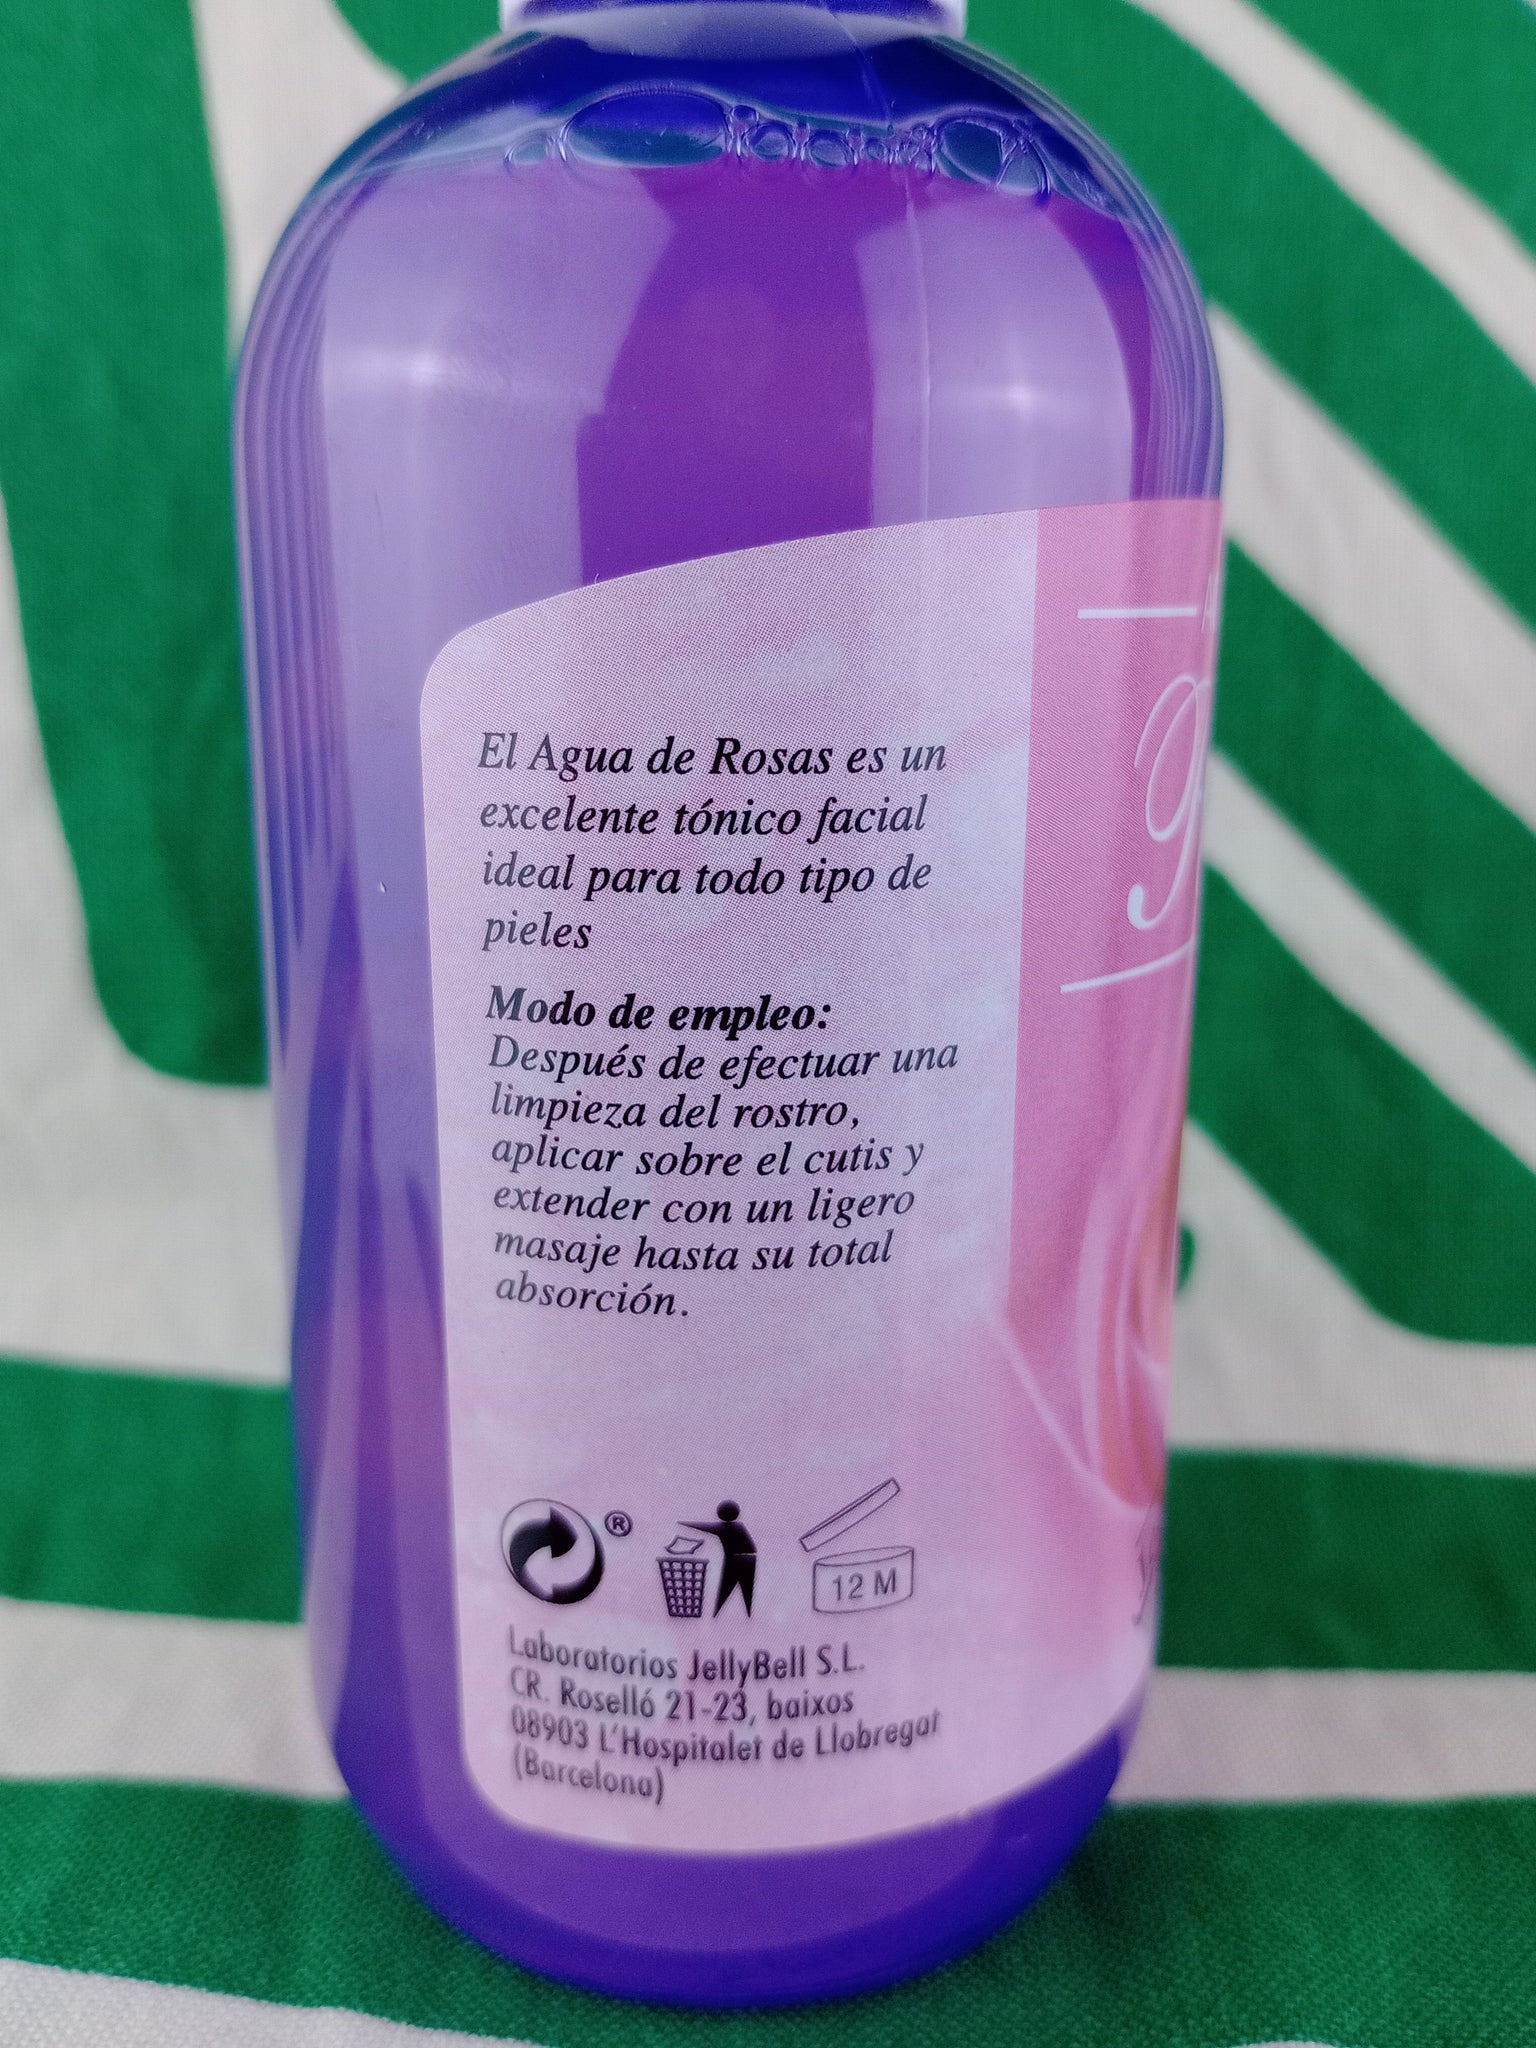 El Agua de Rosas es un
excelente tónico facial
ideal para todo tipo de
pieles
Modo de empleo:
Después de efectuar una
limpieza del rostro,
aplicar sobre el cutis y
extender con un ligero
masaje hasta su total
absorción.
®
12 M
Laboratorios JellyBell S.L.
CR. Roselló 21-23, baixos
08903 L'Hospitalet de Llobregat
(Barcelona)